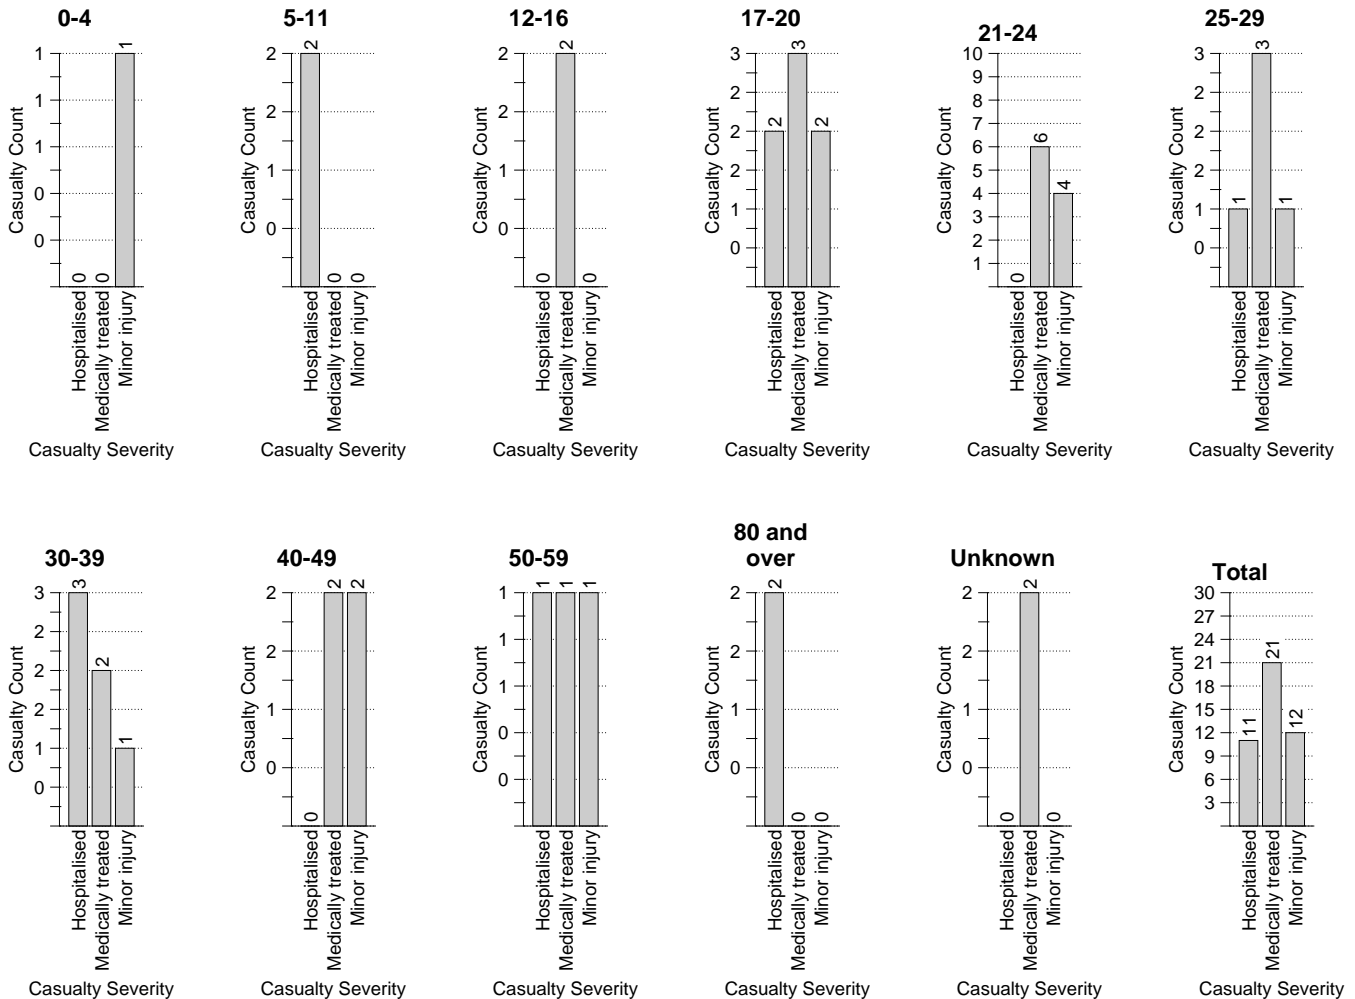 0-4
1
1
1
0
0
Casualty Count
0
0
1
Hospitalised
Medically treated
Minor injury
Casualty Severity
5-11
2
2
1
0
Casualty Count
2
0
0
Hospitalised
Medically treated
Minor injury
Casualty Severity
12-16
2
2
1
0
Casualty Count
0
2
0
Hospitalised
Medically treated
Minor injury
Casualty Severity
17-20
3
2
2
2
1
0
Casualty Count
2
3
2
Hospitalised
Medically treated
Minor injury
Casualty Severity
21-24
10
9
8
7
6
5
4
3
2
1
Casualty Count
0
6
4
Hospitalised
Medically treated
Minor injury
Casualty Severity
25-29
3
2
2
2
1
0
Casualty Count
1
3
1
Hospitalised
Medically treated
Minor injury
Casualty Severity
30-39
3
2
2
2
1
0
Casualty Count
3
2
1
Hospitalised
Medically treated
Minor injury
Casualty Severity
40-49
2
2
1
0
Casualty Count
0
2
2
Hospitalised
Medically treated
Minor injury
Casualty Severity
50-59
1
1
1
0
0
Casualty Count
1
1
1
Hospitalised
Medically treated
Minor injury
Casualty Severity
80 and
over
2
2
1
0
Casualty Count
2
0
0
Hospitalised
Medically treated
Minor injury
Casualty Severity
Unknown
2
2
1
0
Casualty Count
0
2
0
Hospitalised
Medically treated
Minor injury
Casualty Severity
Total
30
27
24
21
18
15
12
9
6
3
Casualty Count
11
21
12
Hospitalised
Medically treated
Minor injury
Casualty Severity